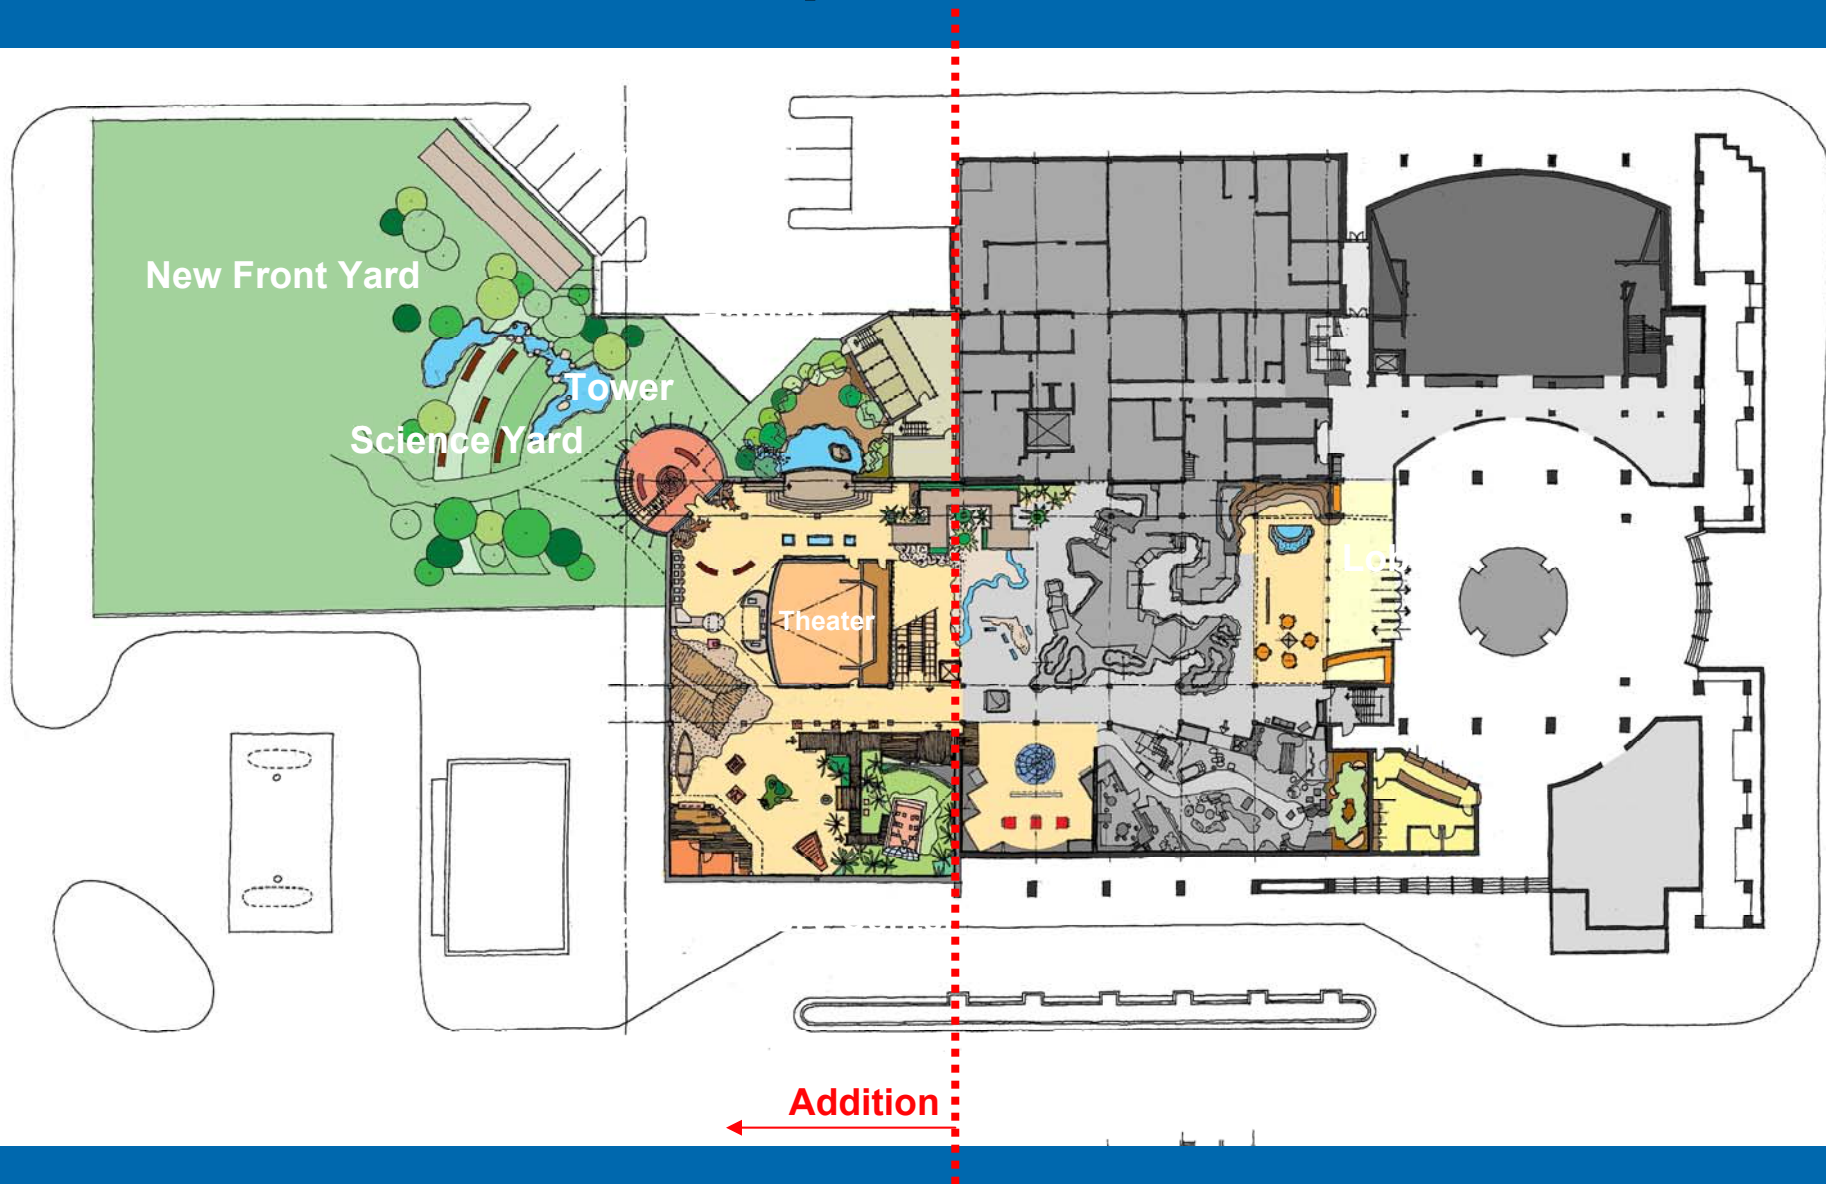 New Front Yard
Tower
Science Yard
Theater
Addition